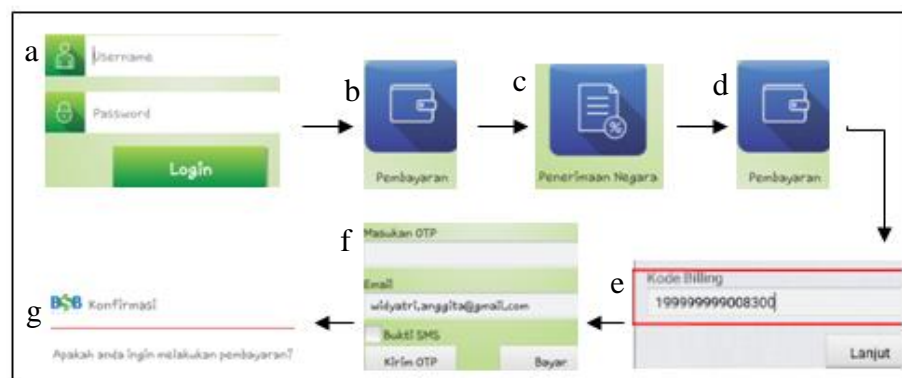 a
Username
Password
Login
b
Pembayaran
c
%
Penerimaan Negara
d
Pembayaran
e
Kode Billing
199999999008300
Lanjut
f
Masukan OTP
Email
widyatri.anggita@gmail.com
Bukti SMS
Kirim OTP
Bayar
g
BSB Konfirmasi
Apakah anda ingin melakukan pembayaran?